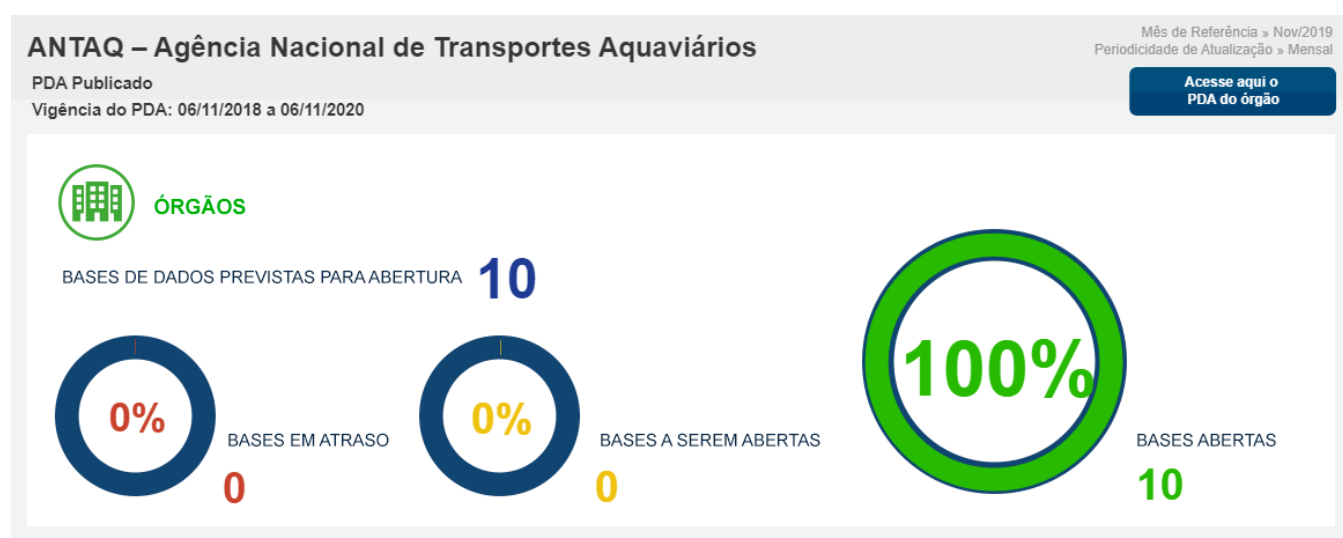 ANTAQ – Agência Nacional de Transportes Aquaviários
Mês de Referência » Nov/2019
Periodicidade de Atualização » Mensal
PDA Publicado
Vigência do PDA: 06/11/2018 a 06/11/2020
Acesse aqui o
PDA do órgão
ÓRGÃOS
BASES DE DADOS PREVISTAS PARA ABERTURA 10
0%
BASES EM ATRASO
0
0%
BASES A SEREM ABERTAS
0
100%
BASES ABERTAS
10